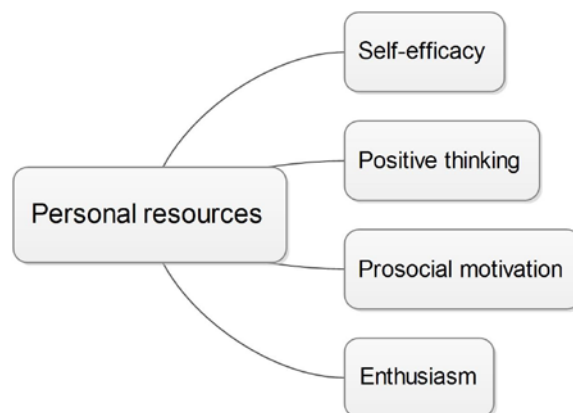 Self-efficacy
Positive thinking
Personal resources
Prosocial motivation
Enthusiasm